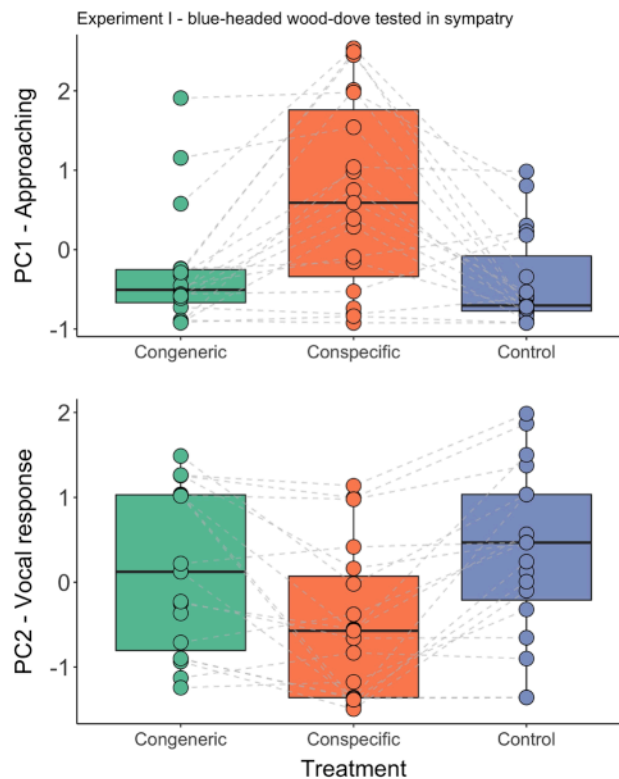 Experiment I - blue-headed wood-dove tested in sympatry
PC1 - Approaching
2
1
0
-1
Congeneric Conspecific Control
PC2 - Vocal response
2
1
0
-1
Congeneric Conspecific Control
Treatment